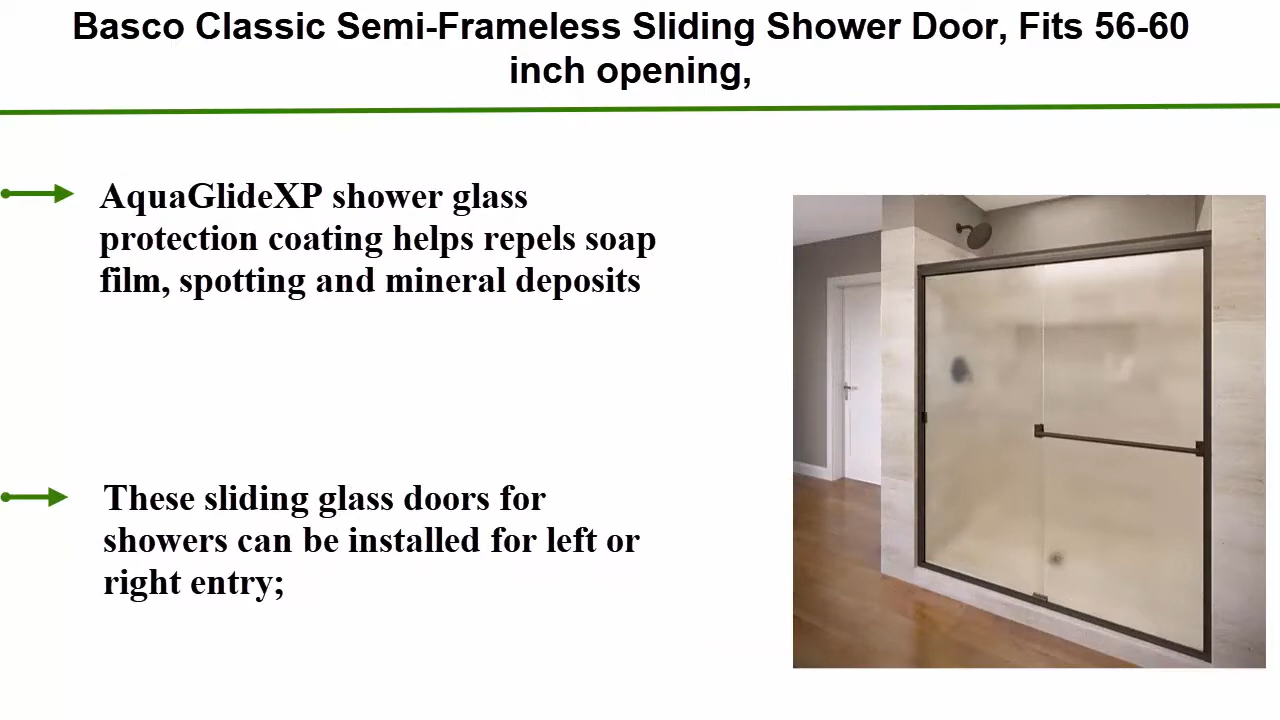 Basco Classic Semi-Frameless Sliding Shower Door, Fits 56-60
inch opening,
AquaGlideXP shower glass
protection coating helps repels soap
film, spotting and mineral deposits
These sliding glass doors for
showers can be installed for left or
right entry;